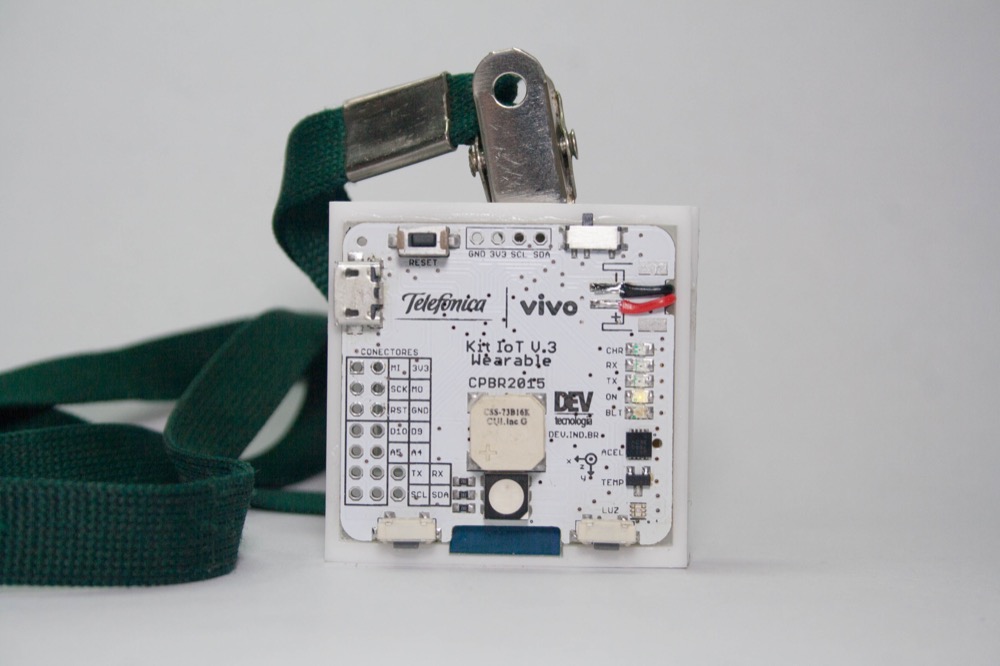 RESET
GND 3V3 SCL SDA
Telefónica vivo
Kit IoT V.3
Wearable
CPBR2015
CONECTORES
MI 3V3
SCK MO
RST GND
D10 D9
A5 A4
TX RX
SCL SDA
CSS-73B16K
CUI.Inc G
DEV
tecnologia
DEV.IND.BR
CHR
RX
TX
ON
BLT
ACEL
x
z
y
TEMP
LUZ